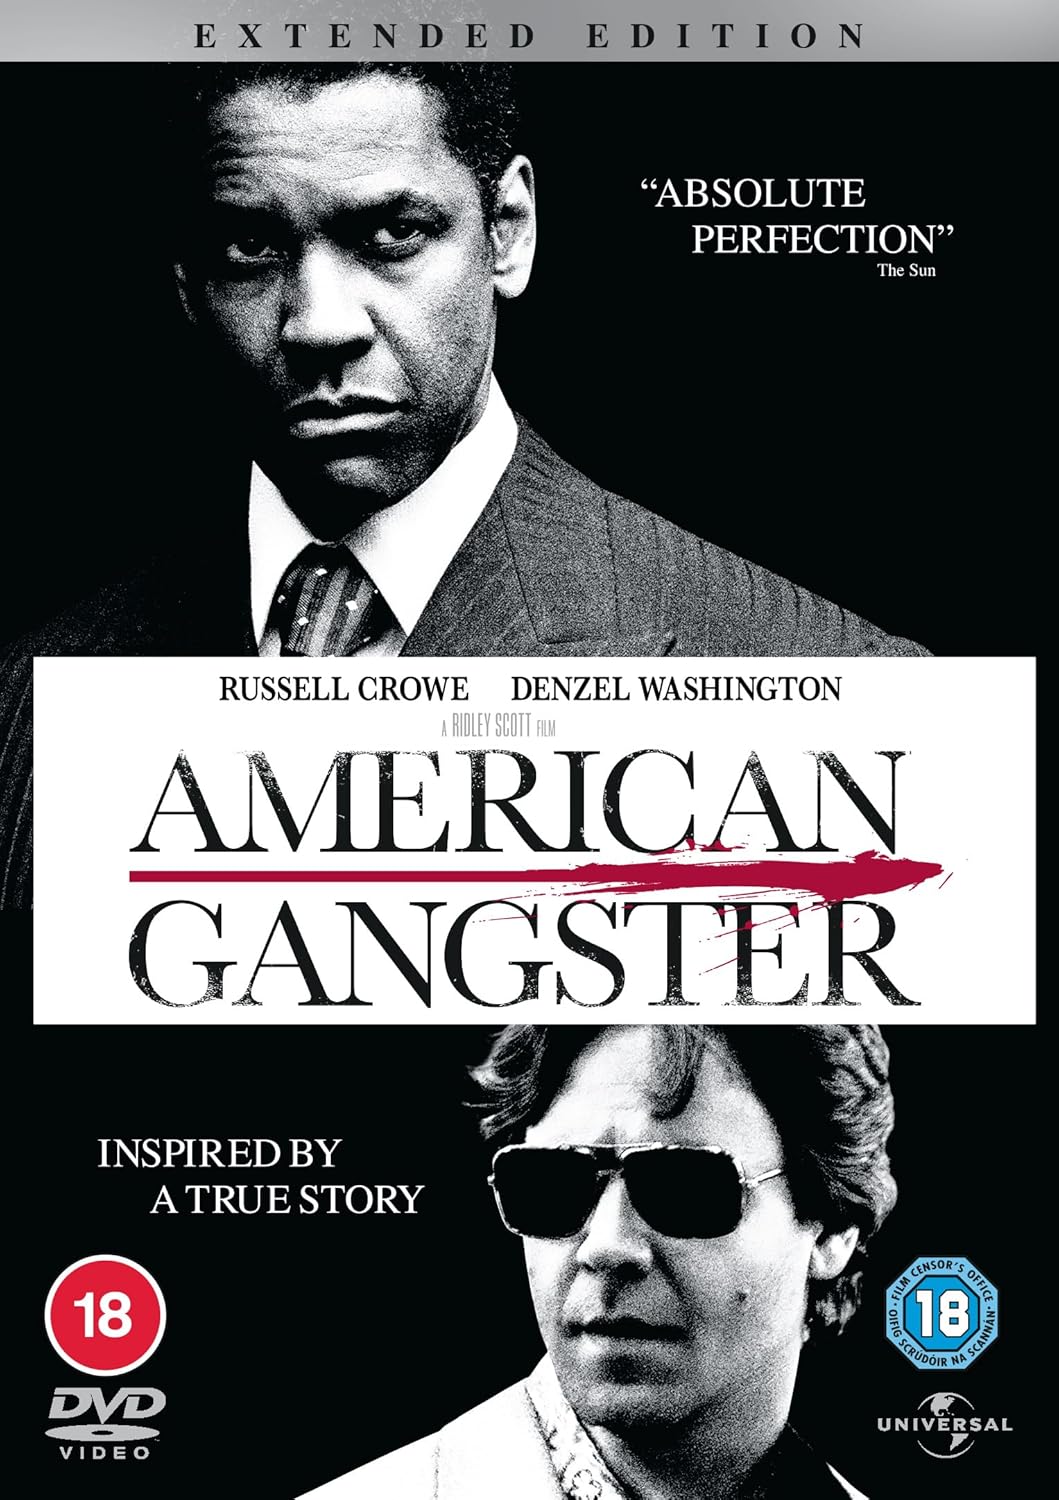 EXTENDED EDITION
“ABSOLUTE
PERFECTION”
The Sun
RUSSELL CROWE DENZEL WASHINGTON
A RIDLEY SCOTT FILM
AMERICAN
GANGSTER
INSPIRED BY
A TRUE STORY
18
DVD
VIDEO
· FILM CENSOR'S OFFICE ·
18
OIFIG SCRÚDÓIR NA SCANNÁN
UNIVERSAL